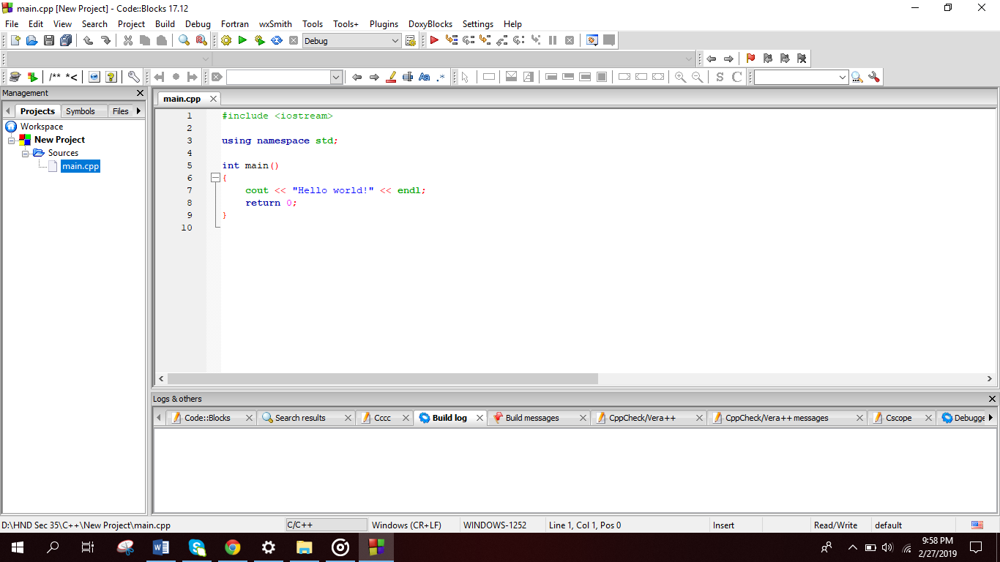 main.cpp [New Project] - Code::Blocks 17.12
File Edit View Search Project Build Debug Fortran wxSmith Tools Tools+ Plugins DoxyBlocks Settings Help
Debug
/** *<
Aa .*
S C
Management
Projects Symbols Files
Workspace
New Project
Sources
main.cpp
main.cpp
1 #include <iostream>
2
3 using namespace std;
4
5 int main()
6 {
7 cout << "Hello world!" << endl;
8 return 0;
9 }
10
Logs & others
Code::Blocks Search results Cccc Build log Build messages CppCheck/Vera++ CppCheck/Vera++ messages Cscope Debugge
D:\HND Sec 35\C++\New Project\main.cpp C/C++ Windows (CR+LF) WINDOWS-1252 Line 1, Col 1, Pos 0 Insert Read/Write default
9:58 PM
2/27/2019